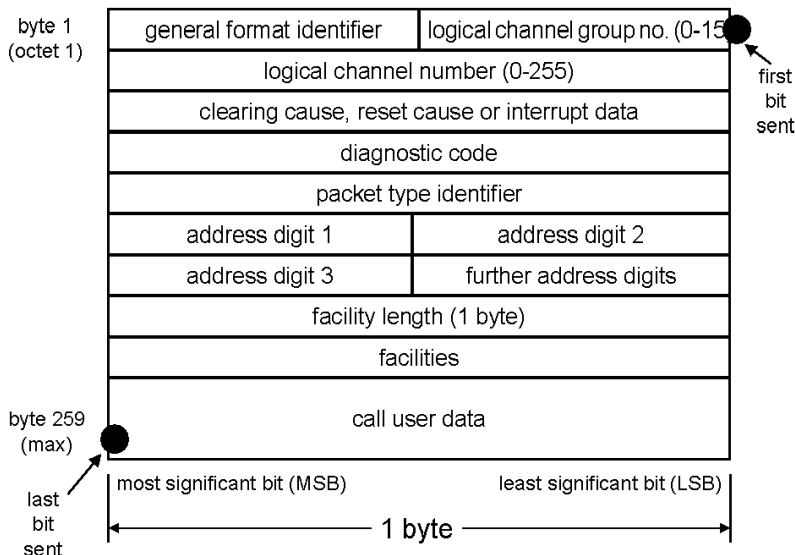 byte 1
(octet 1)
general format identifier
logical channel group no. (0-15
first
bit
sent
logical channel number (0-255)
clearing cause, reset cause or interrupt data
diagnostic code
packet type identifier
address digit 1
address digit 2
address digit 3
further address digits
facility length (1 byte)
facilities
call user data
byte 259
(max)
last
bit
sent
most significant bit (MSB)
least significant bit (LSB)
1 byte